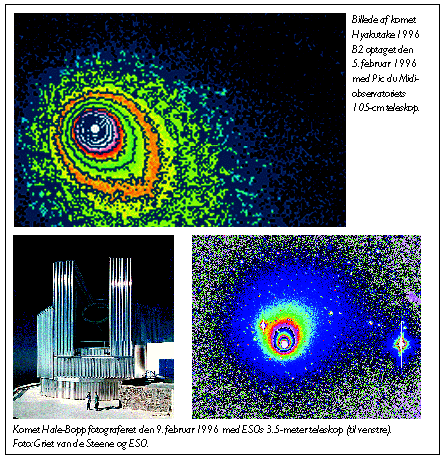 Billede af komet
Hyakutake 1996
B2 optaget den
5. februar 1996
med Pic du Midi-
observatoriets
105-cm teleskop.
Komet Hale-Bopp fotograferet den 9. februar 1996 med ESOs 3.5-meter teleskop (til venstre).
Foto: Griet van de Steene og ESO.